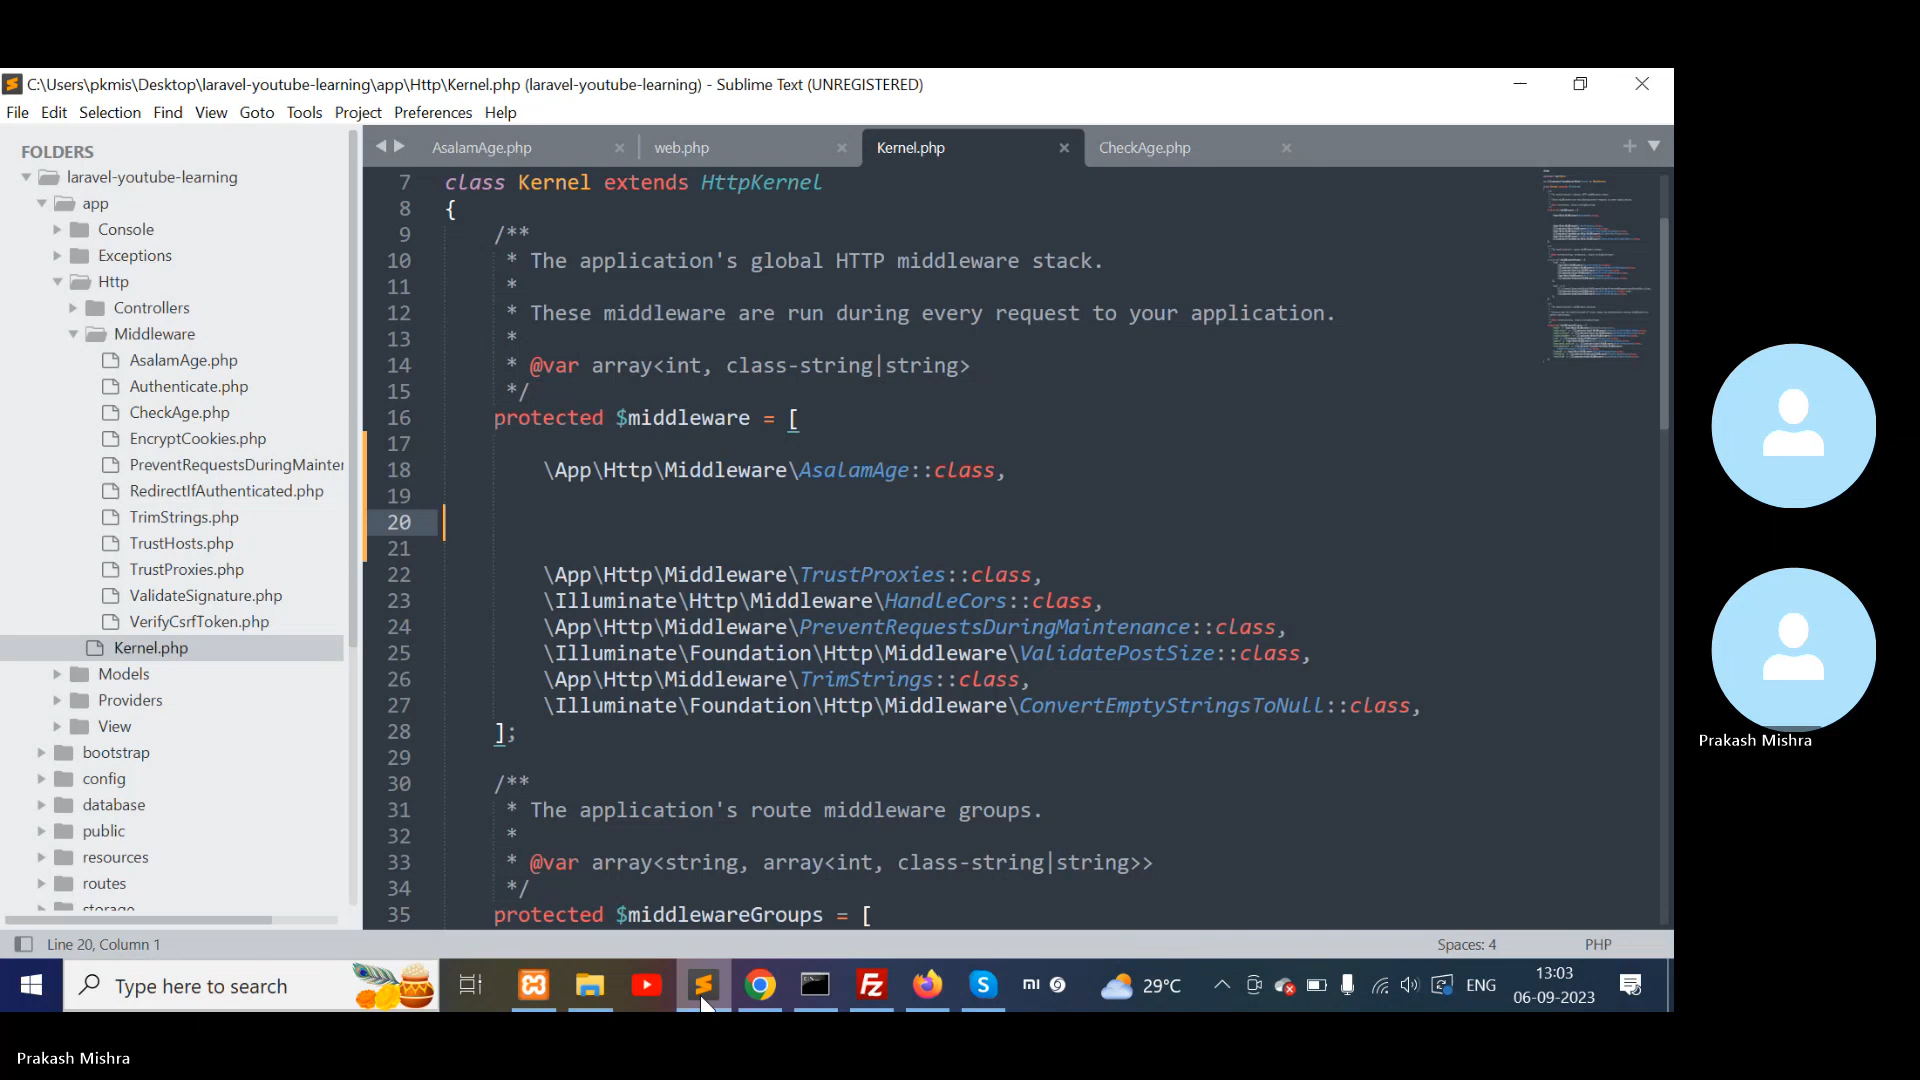 C:\Users\pkmis\Desktop\laravel-youtube-learning\app\Http\Kernel.php (laravel-youtube-learning) - Sublime Text (UNREGISTERED)
File Edit Selection Find View Goto Tools Project Preferences Help
FOLDERS
laravel-youtube-learning
app
Console
Exceptions
Http
Controllers
Middleware
AsalamAge.php
Authenticate.php
CheckAge.php
EncryptCookies.php
PreventRequestsDuringMainter
RedirectIfAuthenticated.php
TrimStrings.php
TrustHosts.php
TrustProxies.php
ValidateSignature.php
VerifyCsrfToken.php
Kernel.php
Models
Providers
View
bootstrap
config
database
public
resources
routes
storage
AsalamAge.php web.php Kernel.php CheckAge.php
7 class Kernel extends HttpKernel
8 {
9 /**
10 * The application's global HTTP middleware stack.
11 *
12 * These middleware are run during every request to your application.
13 *
14 * @var array<int, class-string|string>
15 */
16 protected $middleware = [
17
18 \App\Http\Middleware\AsalamAge::class,
19
20
21
22 \App\Http\Middleware\TrustProxies::class,
23 \Illuminate\Http\Middleware\HandleCors::class,
24 \App\Http\Middleware\PreventRequestsDuringMaintenance::class,
25 \Illuminate\Foundation\Http\Middleware\ValidatePostSize::class,
26 \App\Http\Middleware\TrimStrings::class,
27 \Illuminate\Foundation\Http\Middleware\ConvertEmptyStringsToNull::class,
28 ];
29
30 /**
31 * The application's route middleware groups.
32 *
33 * @var array<string, array<int, class-string|string>>
34 */
35 protected $middlewareGroups = [
Line 20, Column 1 Spaces: 4 PHP
Type here to search
mi
29°C
ENG
13:03
06-09-2023
Prakash Mishra
Prakash Mishra